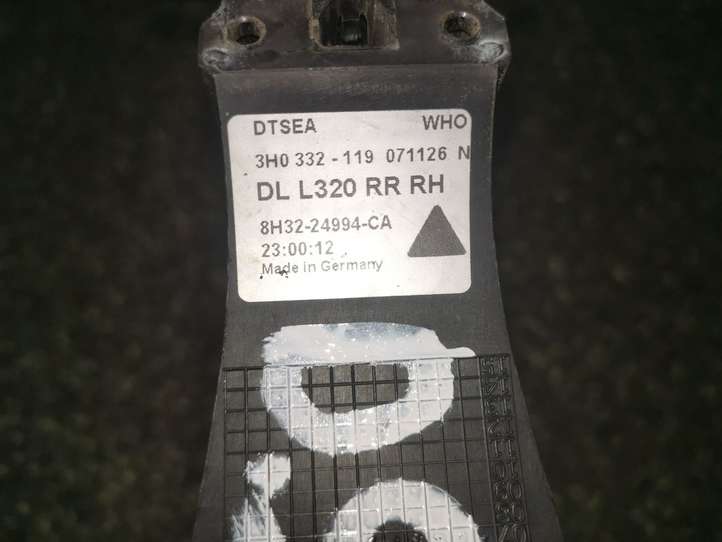 DTSEA WHO
3H0 332 - 119 071126 N
DL L320 RR RH
8H32-24994-CA
23:00:12
Made in Germany